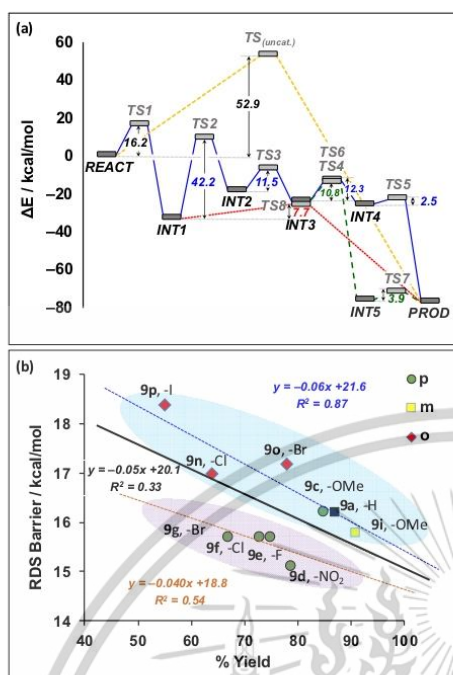 (a)
ΔE / kcal/mol
60
40
20
0
−20
−40
−60
−80
TS(uncat.)
TS1
16.2
REACT
TS2
42.2
52.9
TS3
11.5
TS6
TS4
10.8
12.3
TS5
2.5
INT1
INT2
TS8
7.7
INT3
INT4
TS7
3.9
INT5
PROD
(b)
RDS Barrier / kcal/mol
19
18
17
16
15
14
9p, -I
y = −0.06x +21.6
R² = 0.87
p
m
o
9n, -Cl
9o, -Br
9c, -OMe
y = −0.05x +20.1
R² = 0.33
9a, -H
9g, -Br
9i, -OMe
9f, -Cl
9e, -F
9d, -NO₂
y = −0.040x +18.8
R² = 0.54
40 50 60 70 80 90 100
% Yield